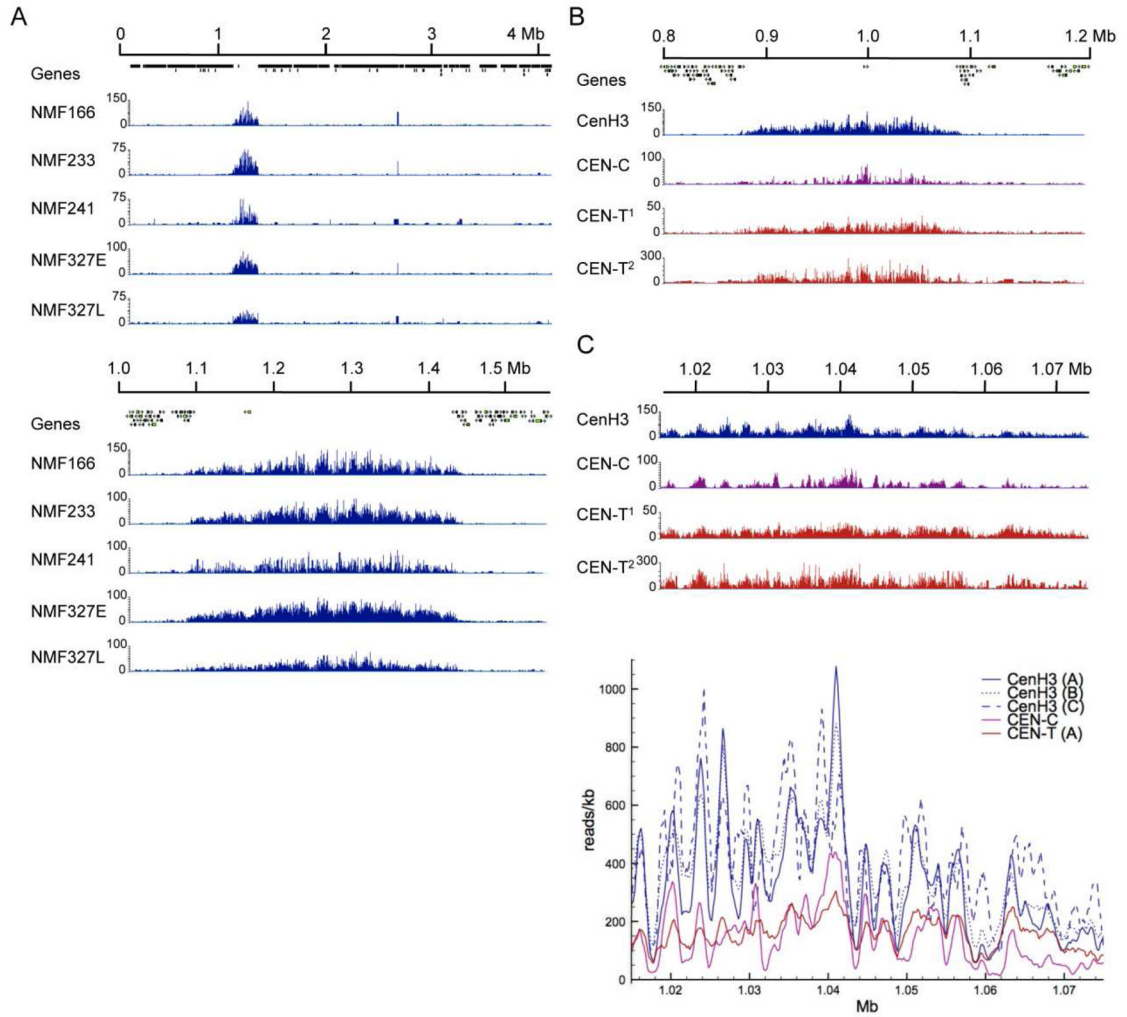 A
0 1 2 3 4 Mb
Genes
NMF166 150 0
NMF233 75 0
NMF241 75 0
NMF327E 100 0
NMF327L 75 0
1.0 1.1 1.2 1.3 1.4 1.5 Mb
Genes
NMF166 150 0
NMF233 100 0
NMF241 100 0
NMF327E 100 0
NMF327L 100 0
B
0.8 0.9 1.0 1.1 1.2 Mb
Genes
CenH3 150 0
CEN-C 100 0
CEN-T1 50 0
CEN-T2 300 0
C
1.02 1.03 1.04 1.05 1.06 1.07 Mb
CenH3 150 0
CEN-C 100 0
CEN-T1 50 0
CEN-T2 300 0
CenH3 (A)
CenH3 (B)
CenH3 (C)
CEN-C
CEN-T (A)
1000
800
600
400
200
0
reads/kb
1.02 1.03 1.04 1.05 1.06 1.07
Mb